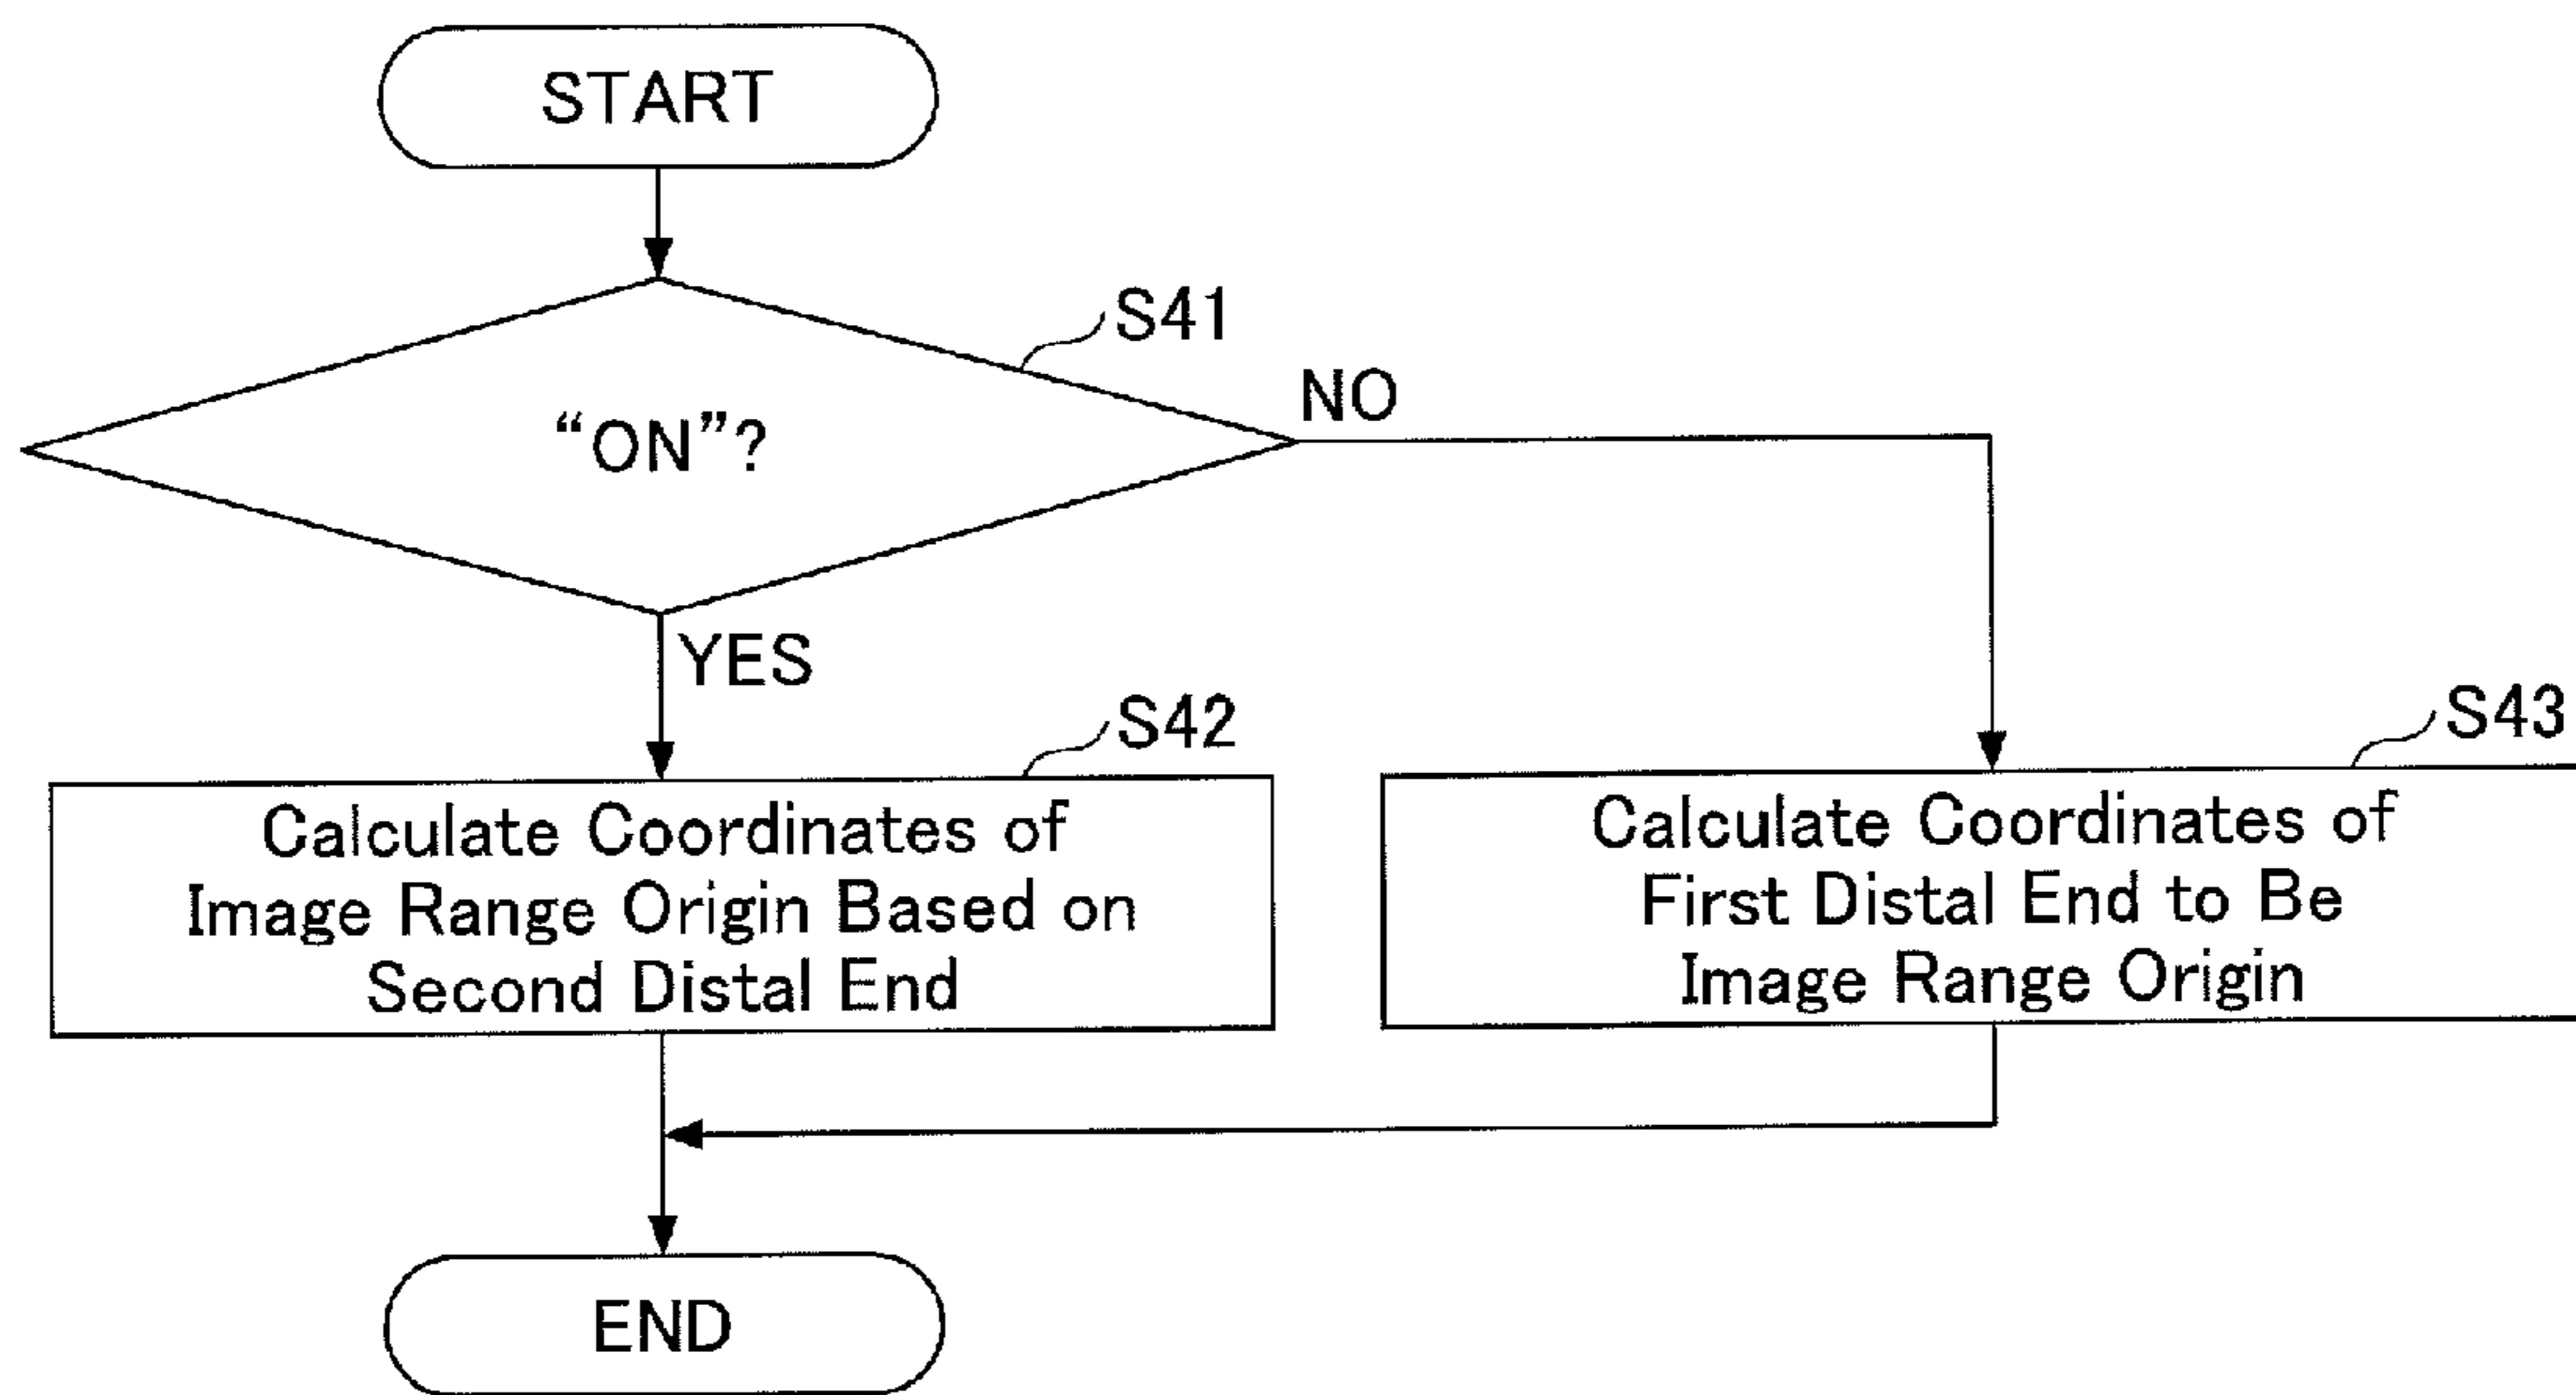 START
S41
“ON”?
NO
YES
S42
Calculate Coordinates of
Image Range Origin Based on
Second Distal End
S43
Calculate Coordinates of
First Distal End to Be
Image Range Origin
END